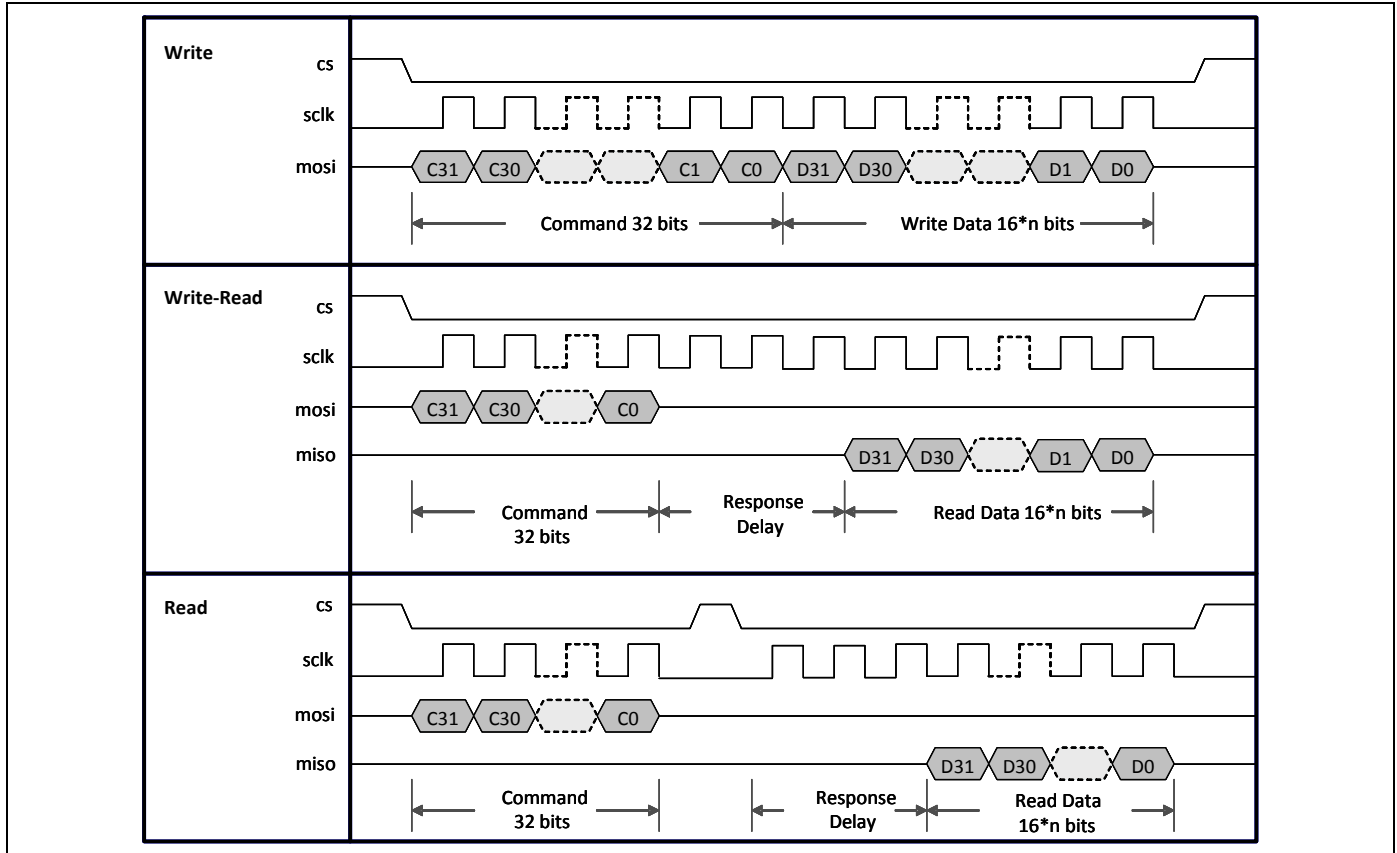 Write
cs
sclk
mosi
C31 C30 C1 C0 D31 D30 D1 D0
Command 32 bits
Write Data 16*n bits
Write-Read
cs
sclk
mosi
C31 C30 C0
miso
D31 D30 D1 D0
Command
32 bits
Response
Delay
Read Data 16*n bits
Read
cs
sclk
mosi
C31 C30 C0
miso
D31 D30 D0
Command
32 bits
Response
Delay
Read Data
16*n bits